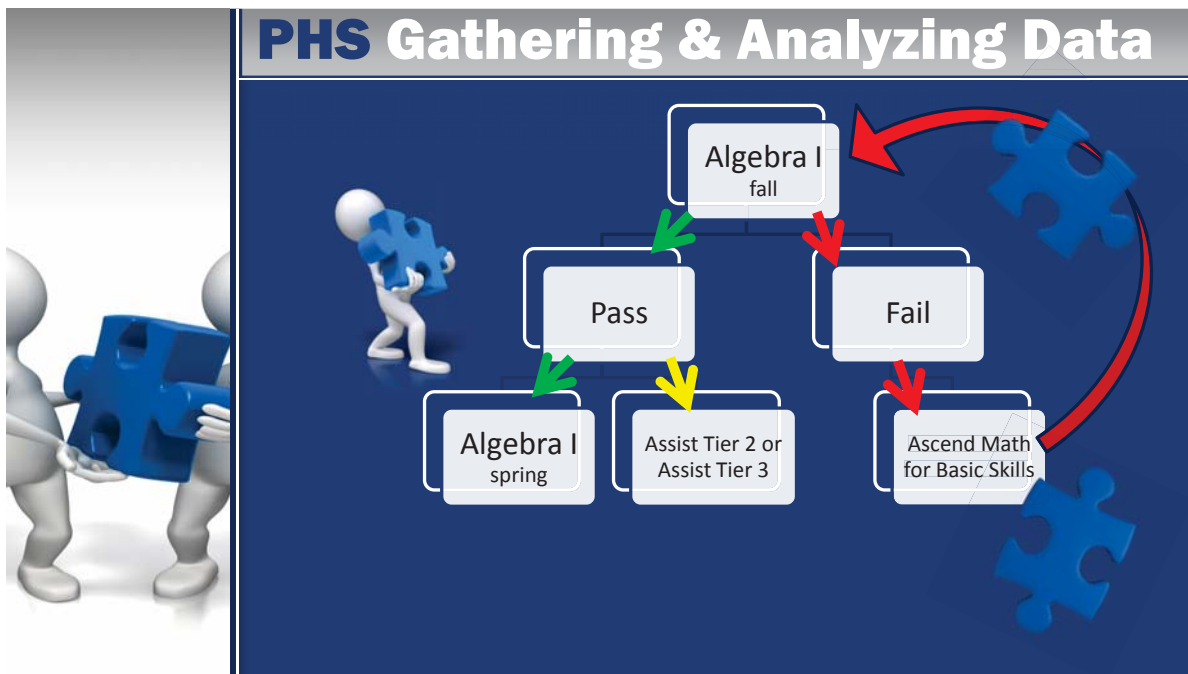 PHS Gathering & Analyzing Data
Algebra I
fall
Pass
Fail
Algebra I
spring
Assist Tier 2 or
Assist Tier 3
Ascend Math
for Basic Skills